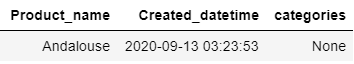 Product_name Created_datetime categories
Andalouse 2020-09-13 03:23:53 None